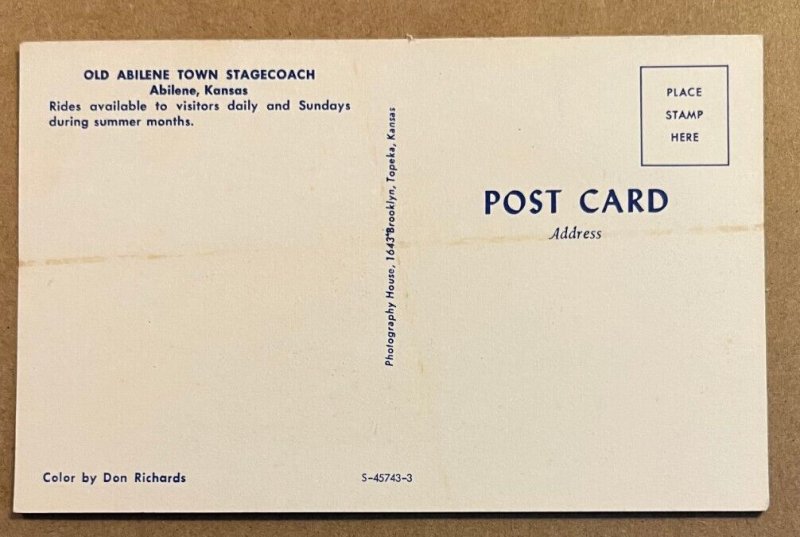 OLD ABILENE TOWN STAGECOACH
Abilene, Kansas
Rides available to visitors daily and Sundays
during summer months.
Photography House, 1643 Brooklyn, Topeka, Kansas
PLACE
STAMP
HERE
POST CARD
Address
Color by Don Richards
S-45743-3